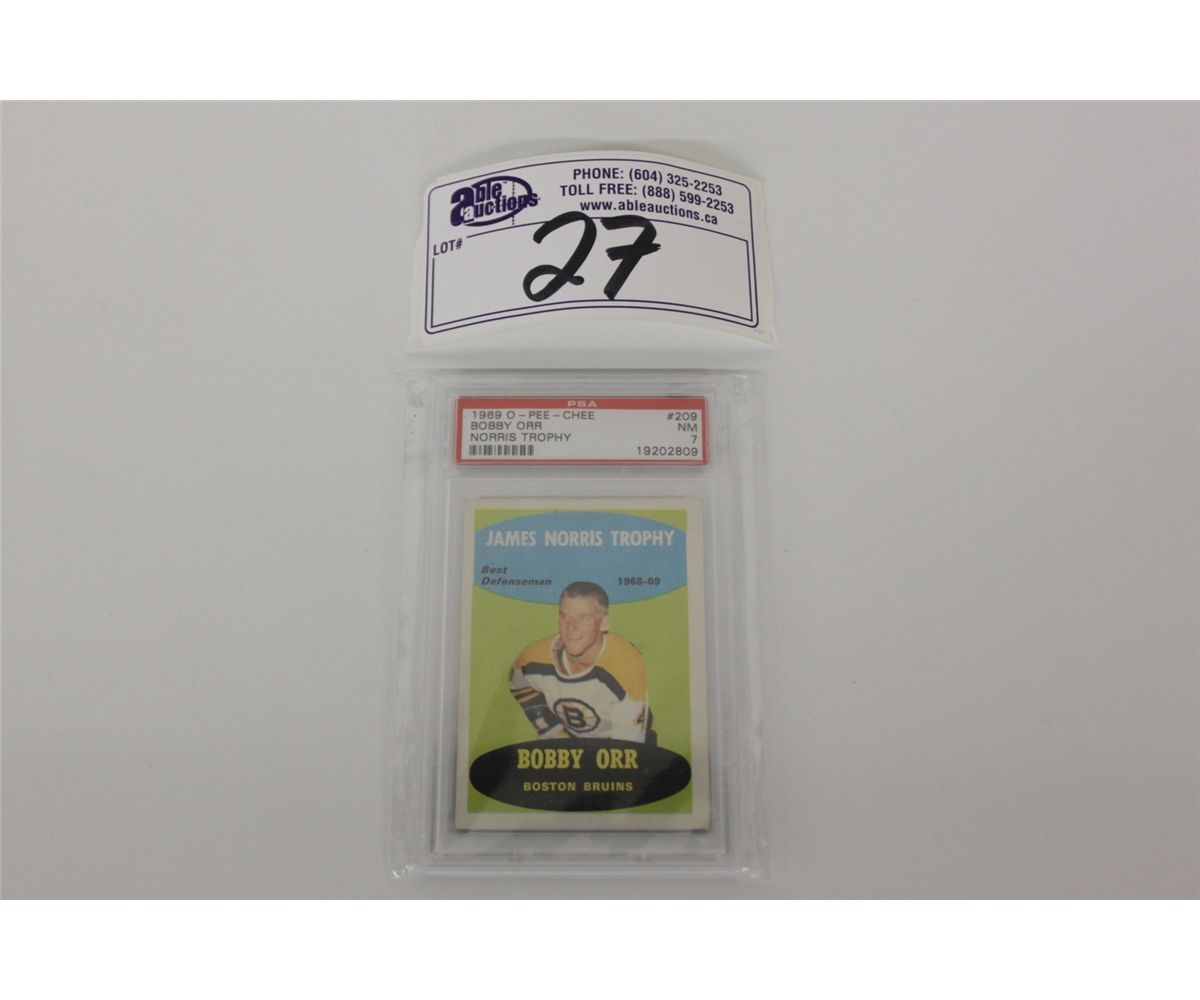 able auctions
PHONE: (604) 325-2253
TOLL FREE: (888) 599-2253
www.ableauctions.ca
LOT#
27
PSA
1969 O-PEE-CHEE #209
BOBBY ORR NM
NORRIS TROPHY 7
19202809
JAMES NORRIS TROPHY
Best
Defenseman 1968-69
B
4
BOBBY ORR
BOSTON BRUINS